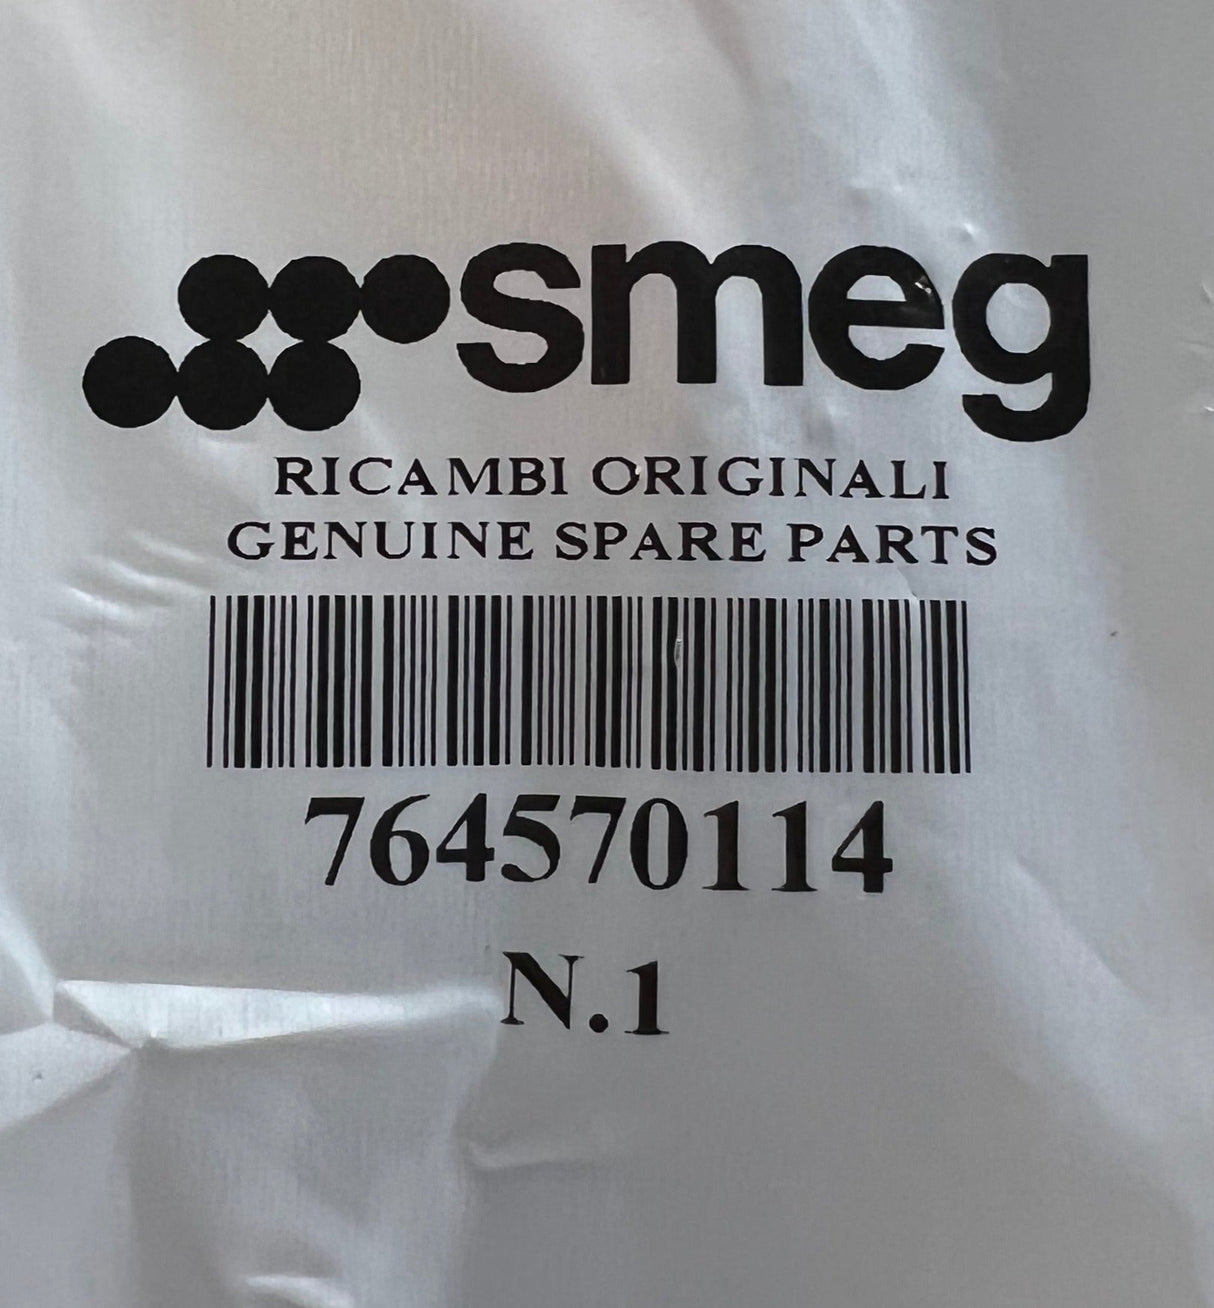 smeg
RICAMBI ORIGINALI
GENUINE SPARE PARTS
764570114
N.1